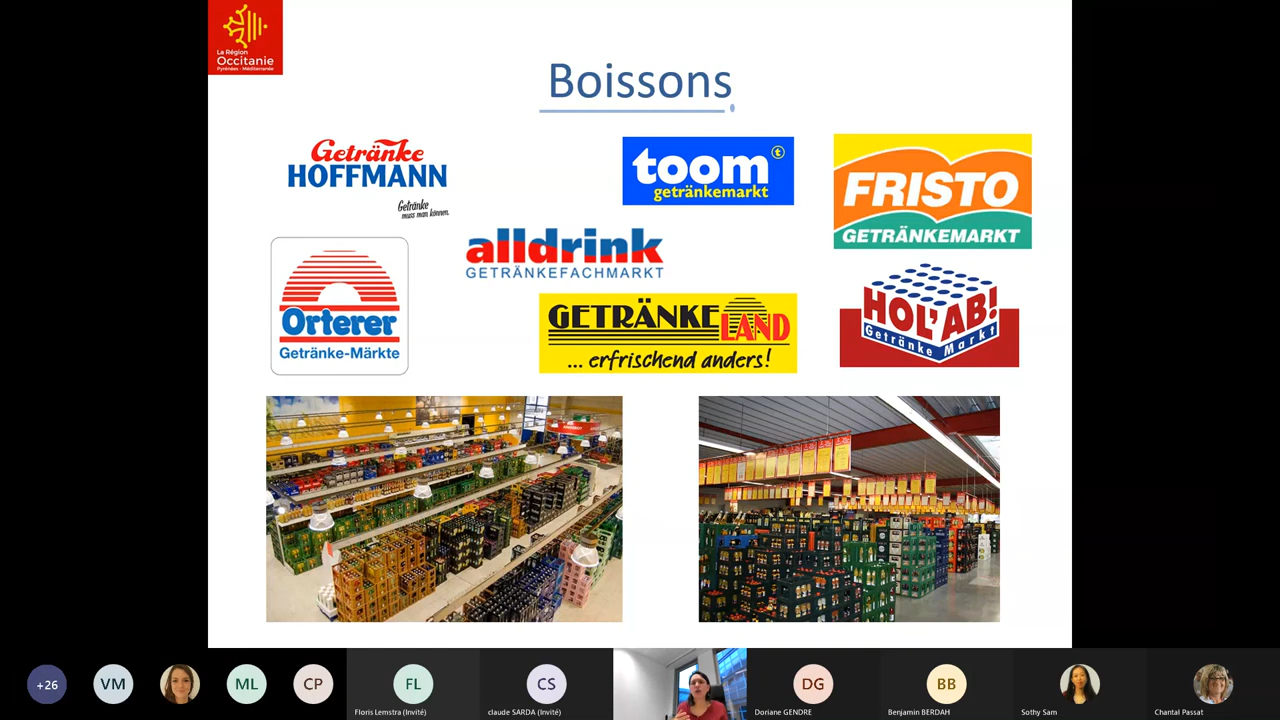 La Région
Occitanie
Pyrénées - Méditerranée
Boissons
Getränke
HOFFMANN
Getränke
muss man können.
toom
t
getränkemarkt
FRISTO
GETRÄNKEMARKT
alldrink
GETRÄNKEFACHMARKT
Orterer
Getränke-Märkte
GETRÄNKE
LAND
... erfrischend anders!
HOL'AB!
Getränke Markt
+26
VM
ML
CP
FL
Floris Lemstra (Invité)
CS
claude SARDA (Invité)
DG
Doriane GENDRE
BB
Benjamin BERDAH
Sothy Sam
Chantal Passat